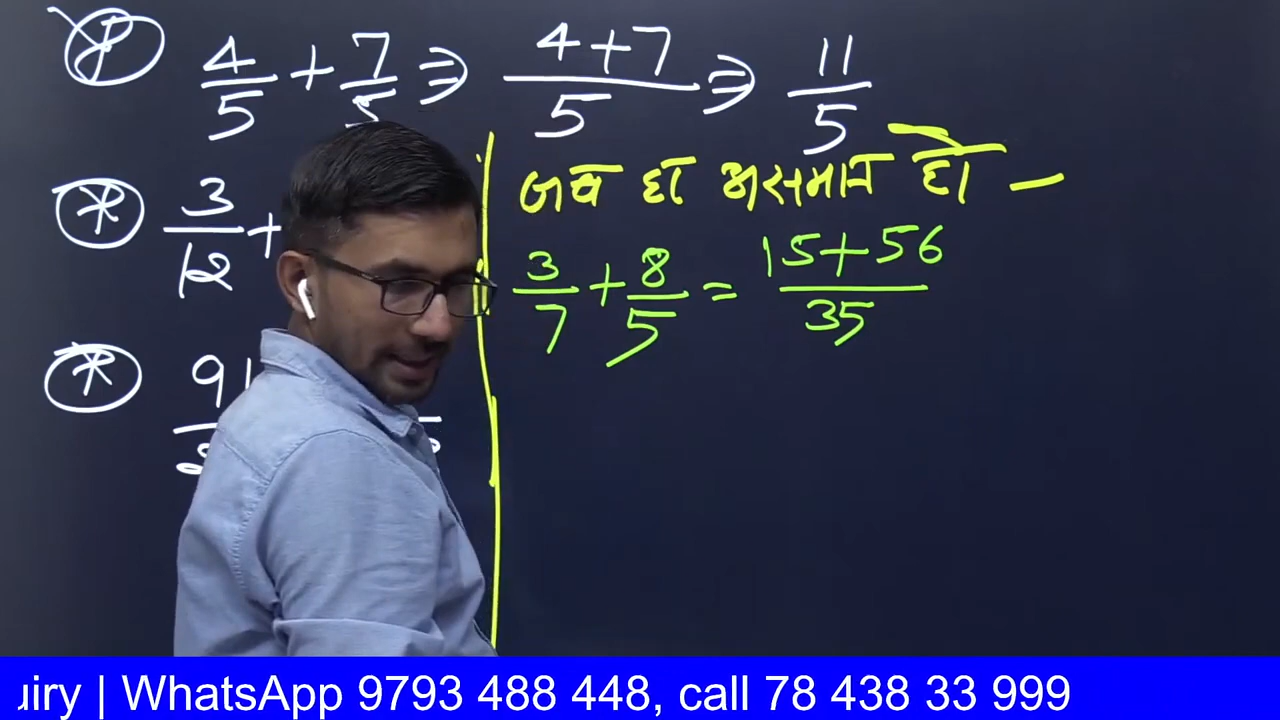 4/5 + 7/5 ⇒ 4+7/5 ⇒ 11/5
जब हर असमान हो —
3/12 +
3/7 + 8/5 = 15+56/35
91
uiry | WhatsApp 9793 488 448, call 78 438 33 999